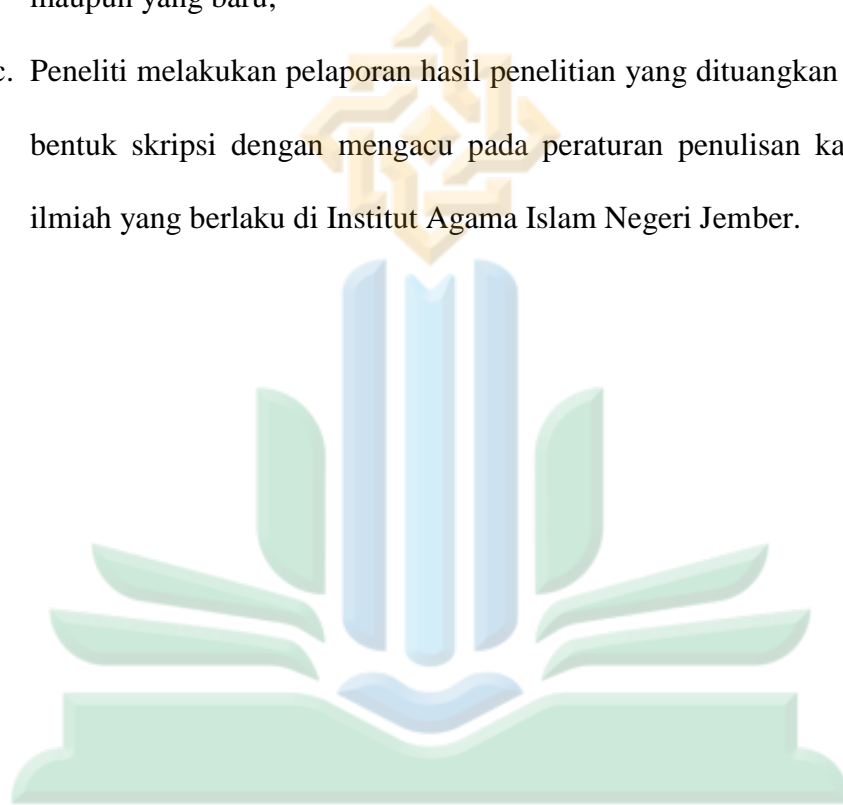 maupun yang baru;
c. Peneliti melakukan pelaporan hasil penelitian yang dituangkan
bentuk skripsi dengan mengacu pada peraturan penulisan ka
ilmiah yang berlaku di Institut Agama Islam Negeri Jember.